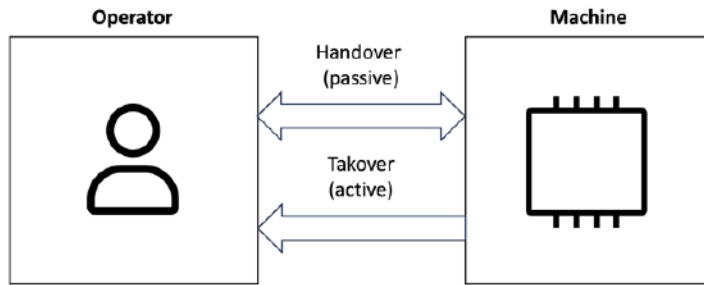 Operator
Machine
Handover
(passive)
Takover
(active)